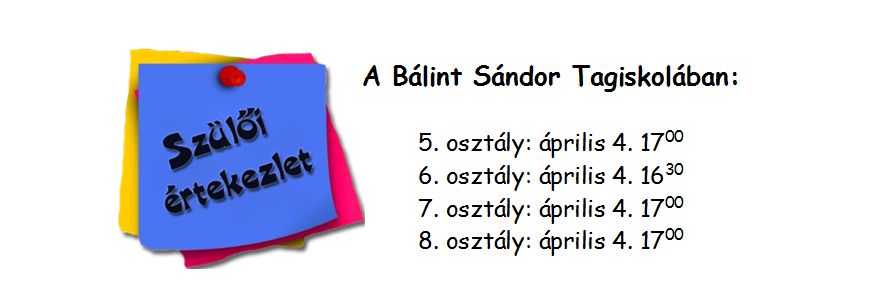 Szülői
értekezlet
A Bálint Sándor Tagiskolában:
5. osztály: április 4. 17⁰⁰
6. osztály: április 4. 16³⁰
7. osztály: április 4. 17⁰⁰
8. osztály: április 4. 17⁰⁰